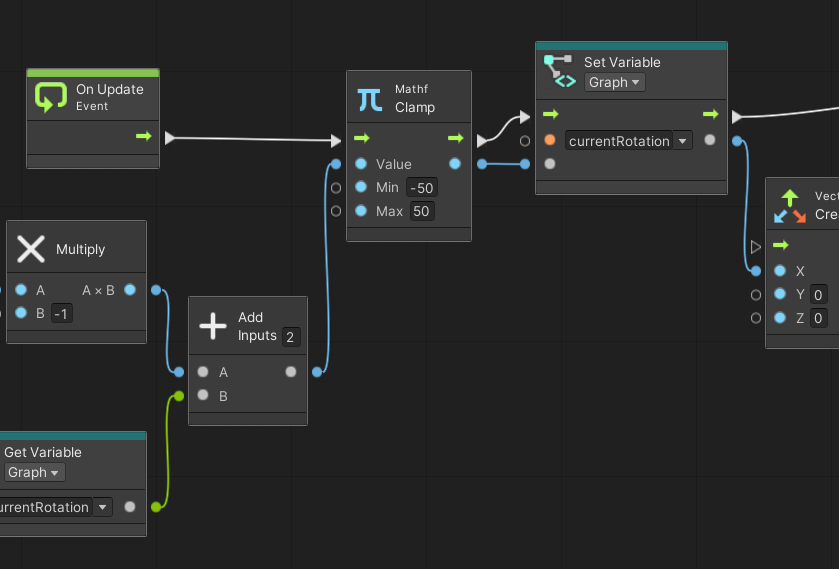 On Update
Event
Mathf
Clamp
Value
Min -50
Max 50
Set Variable
Graph
currentRotation
Vect
Cre
X
Y 0
Z 0
Multiply
A A × B
B -1
Add
Inputs 2
A
B
Get Variable
Graph
urrentRotation